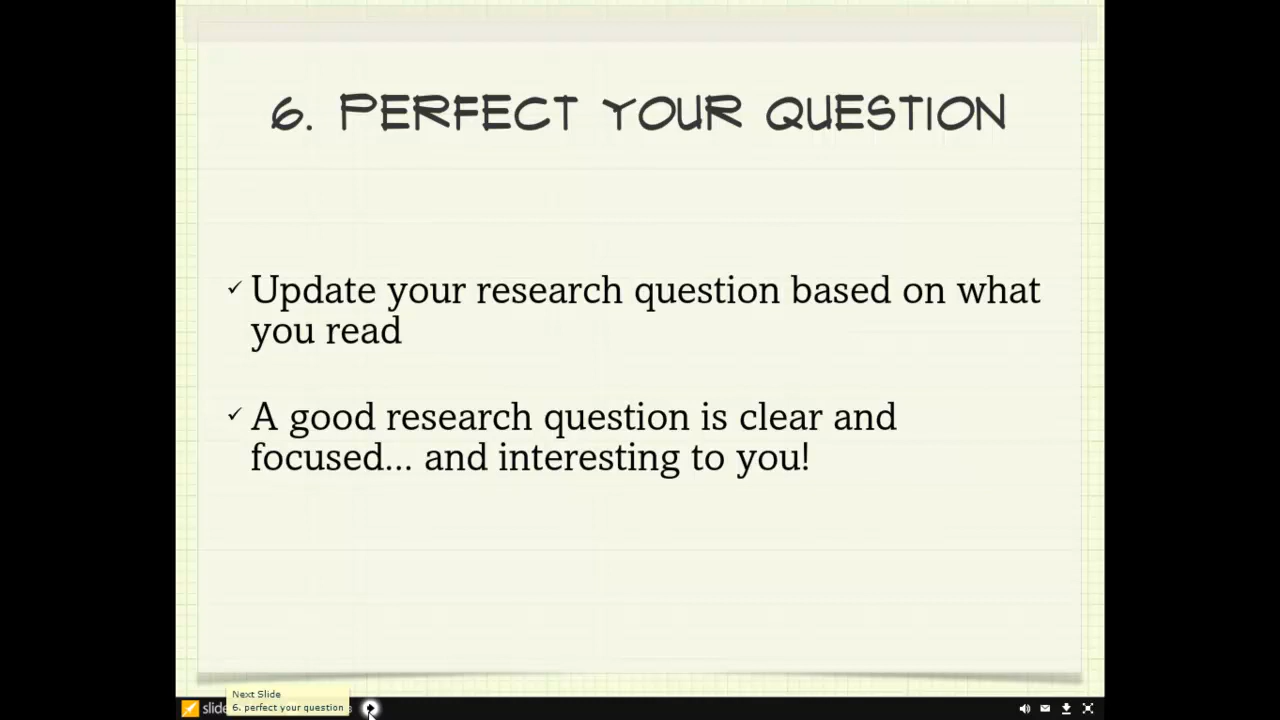 6. PERFECT YOUR QUESTION
✓ Update your research question based on what
you read
✓ A good research question is clear and
focused... and interesting to you!
Next Slide
6. perfect your question
slide